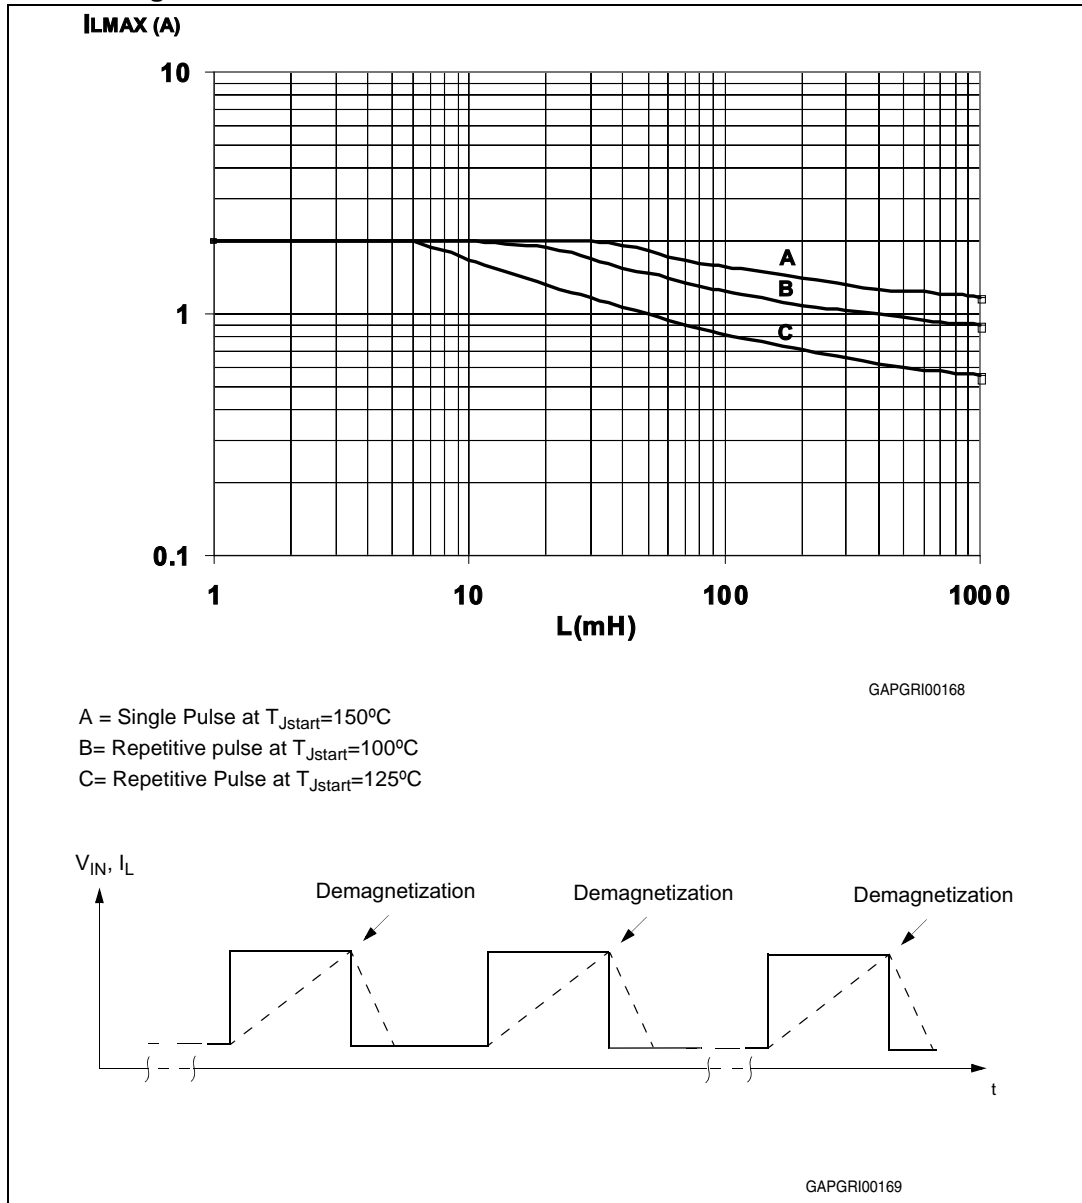 ILMAX (A)
10
A
B
1
C
0.1
1 10 100 1000
L(mH)
GAPGRI00168
A = Single Pulse at TJstart=150ºC
B= Repetitive pulse at TJstart=100ºC
C= Repetitive Pulse at TJstart=125ºC
VIN, IL
Demagnetization Demagnetization Demagnetization
t
GAPGRI00169